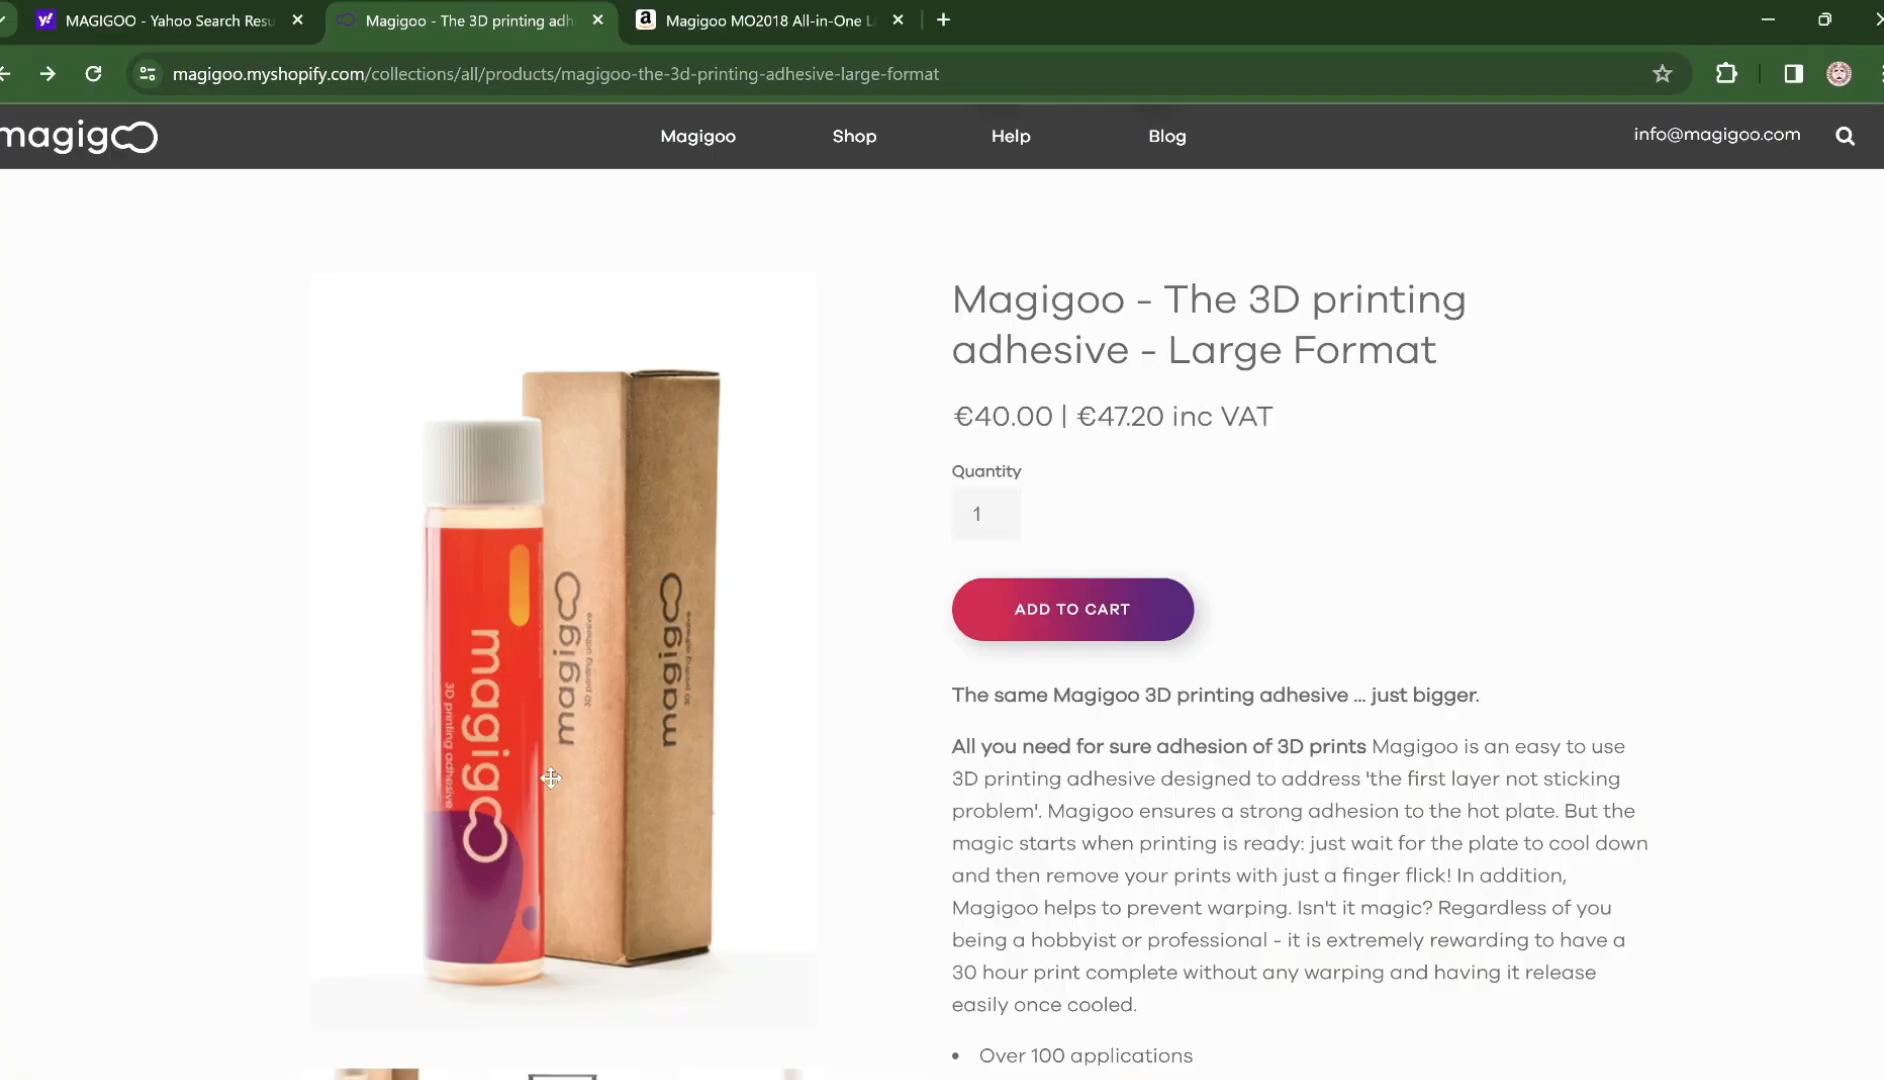 MAGIGOO - Yahoo Search Resu
Magigoo - The 3D printing adh
a
Magigoo MO2018 All-in-One L
magigoo.myshopify.com/collections/all/products/magigoo-the-3d-printing-adhesive-large-format
magigoo
Magigoo
Shop
Help
Blog
info@magigoo.com
Magigoo - The 3D printing
adhesive - Large Format
€40.00 | €47.20 inc VAT
Quantity
1
ADD TO CART
The same Magigoo 3D printing adhesive ... just bigger.
All you need for sure adhesion of 3D prints Magigoo is an easy to use
3D printing adhesive designed to address 'the first layer not sticking
problem'. Magigoo ensures a strong adhesion to the hot plate. But the
magic starts when printing is ready: just wait for the plate to cool down
and then remove your prints with just a finger flick! In addition,
Magigoo helps to prevent warping. Isn't it magic? Regardless of you
being a hobbyist or professional - it is extremely rewarding to have a
30 hour print complete without any warping and having it release
easily once cooled.
• Over 100 applications
magigoo
3D printing adhesive
magigoo
3D printing adhesive
magigoo
3D printing adhesive